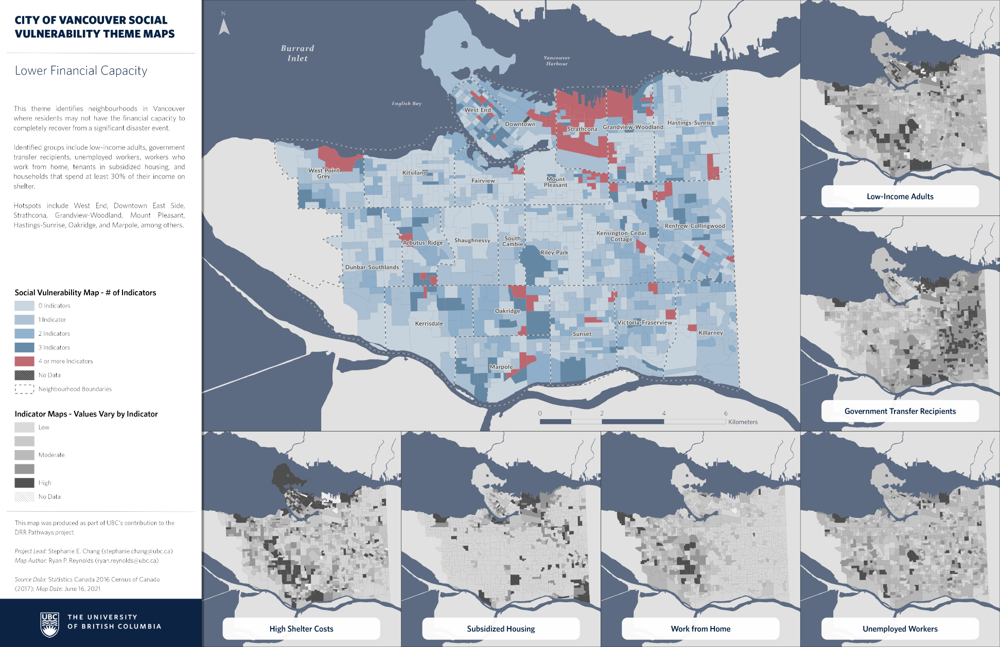 CITY OF VANCOUVER SOCIAL
VULNERABILITY THEME MAPS
Lower Financial Capacity
This theme identifies neighbourhoods in Vancouver
where residents may not have the financial capacity to
completely recover from a significant disaster event.
Identified groups include low-income adults, government
transfer recipients, unemployed workers, workers who
work from home, tenants in subsidized housing, and
households that spend at least 30% of their income on
shelter.
Hotspots include West End, Downtown East Side,
Strathcona, Grandview-Woodland, Mount Pleasant,
Hastings-Sunrise, Oakridge, and Marpole, among others.
Social Vulnerability Map - # of Indicators
0 Indicators
1 Indicator
2 Indicators
3 Indicators
4 or more Indicators
No Data
Neighbourhood Boundaries
Indicator Maps - Values Vary by Indicator
Low
Moderate
High
No Data
This map was produced as part of UBC's contribution to the
DRR Pathways project.
Project Lead: Stephanie E. Chang (stephanie.chang@ubc.ca)
Map Author: Ryan P. Reynolds (ryan.reynolds@ubc.ca)
Source Data: Statistics Canada 2016 Census of Canada
(2017); Map Date: June 16, 2021
UBC
THE UNIVERSITY
OF BRITISH COLUMBIA
N
Burrard
Inlet
Vancouver
Harbour
English Bay
West End
Downtown
Strathcona
Grandview-Woodland
Hastings-Sunrise
West Point
Grey
Kitsilano
Fairview
Mount
Pleasant
Renfrew-Collingwood
Kensington-Cedar
Cottage
Arbutus-Ridge
Shaughnessy
South
Cambie
Riley Park
Dunbar-Southlands
Oakridge
Kerrisdale
Victoria-Fraserview
Sunset
Killarney
Marpole
0 1 2 4 6
Kilometers
Low-Income Adults
Government Transfer Recipients
High Shelter Costs
Subsidized Housing
Work from Home
Unemployed Workers